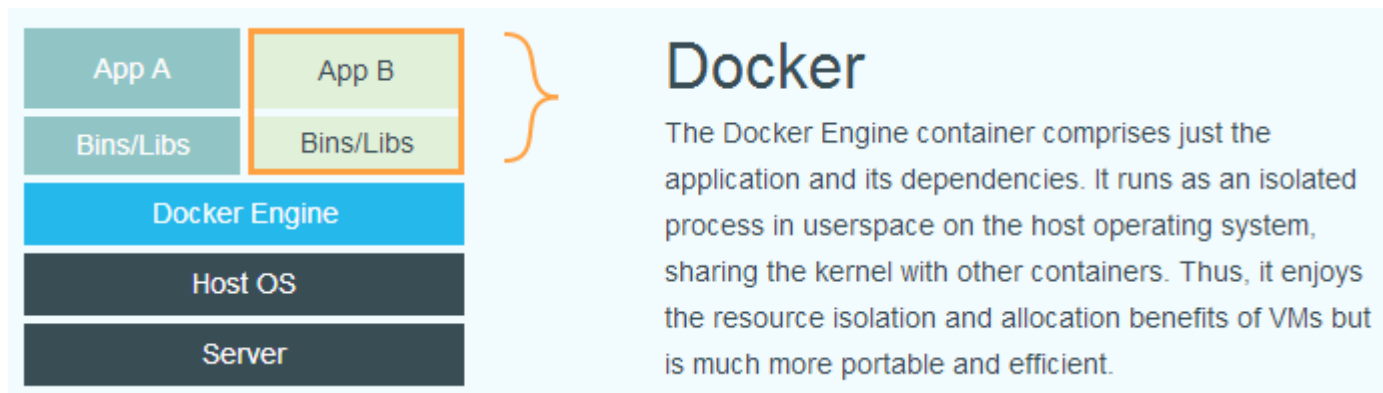 App A
App B
Bins/Libs
Bins/Libs
Docker Engine
Host OS
Server
Docker
The Docker Engine container comprises just the
application and its dependencies. It runs as an isolated
process in userspace on the host operating system,
sharing the kernel with other containers. Thus, it enjoys
the resource isolation and allocation benefits of VMs but
is much more portable and efficient.